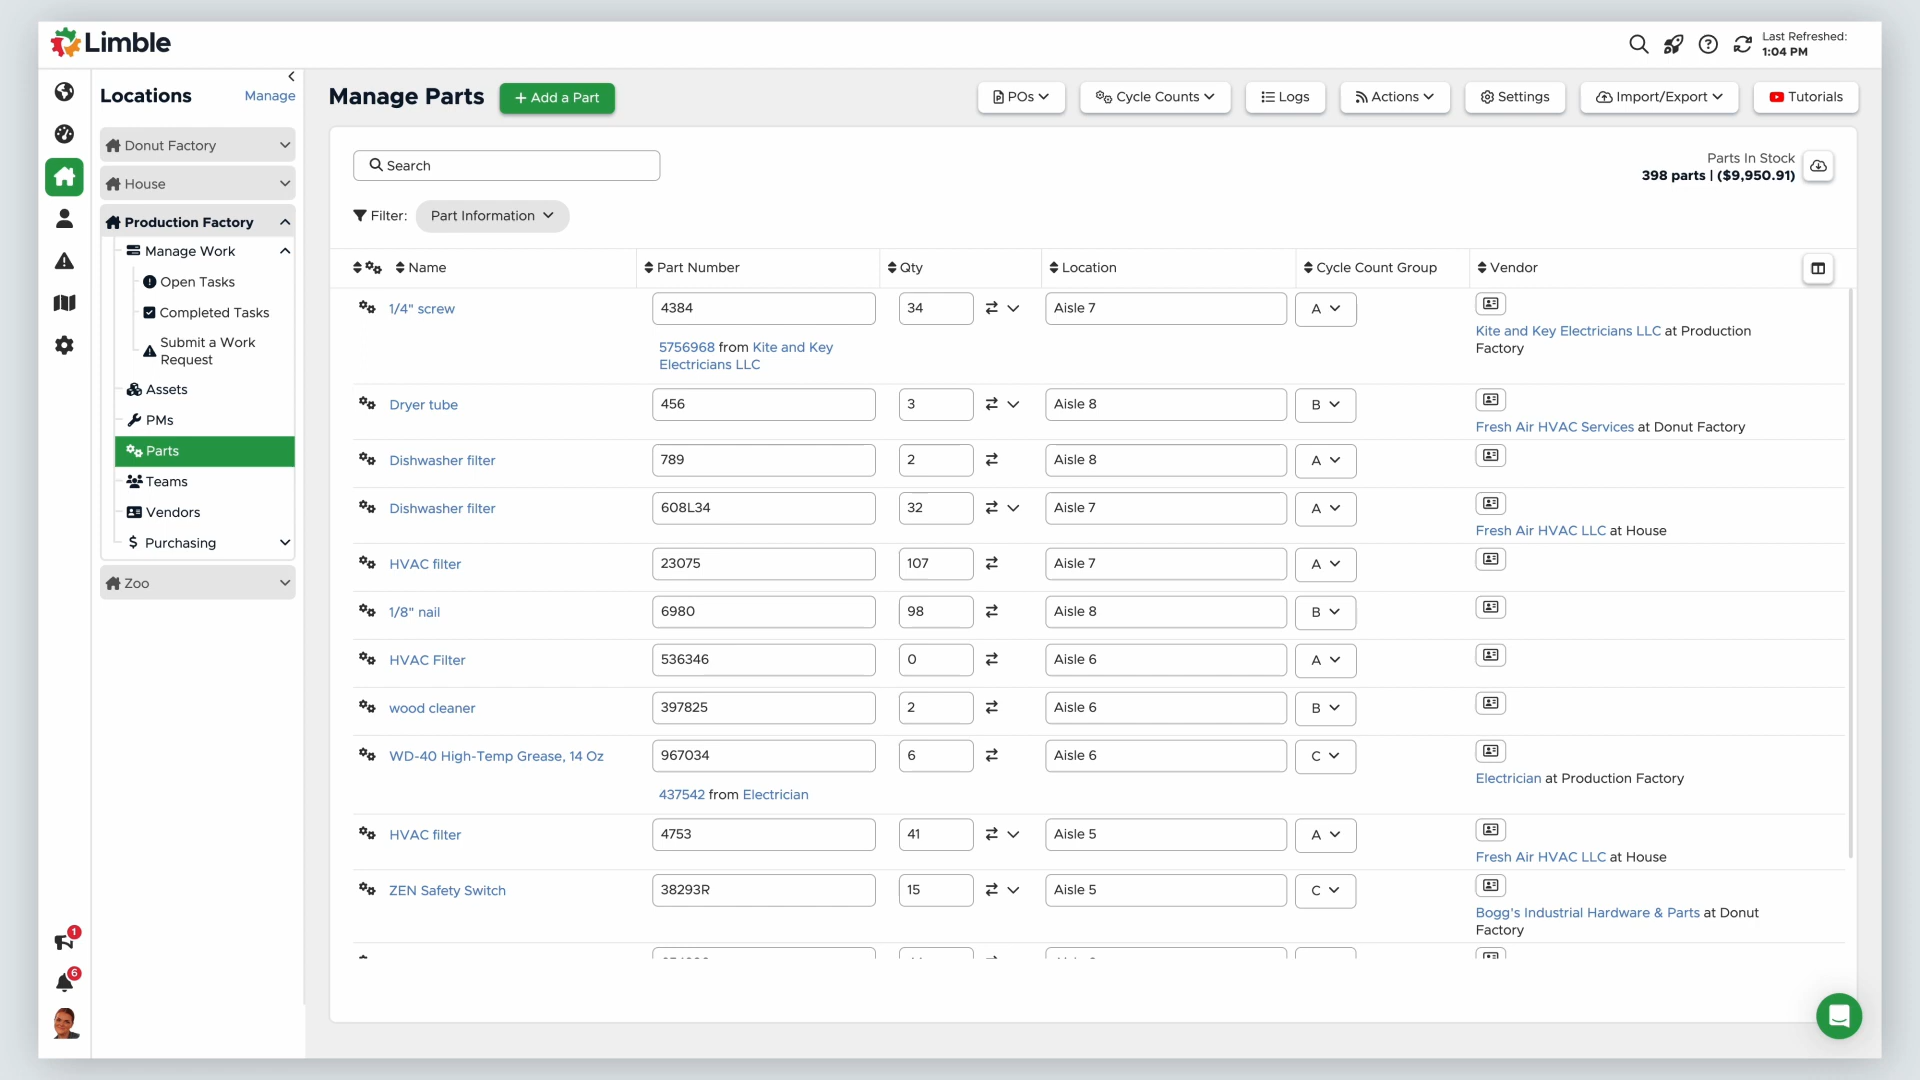 Limble
Last Refreshed:
1:04 PM
Locations
Manage
Donut Factory
House
Production Factory
Manage Work
Open Tasks
Completed Tasks
Submit a Work
Request
Assets
PMs
Parts
Teams
Vendors
Purchasing
Zoo
1
6
Manage Parts
+ Add a Part
POs
Cycle Counts
Logs
Actions
Settings
Import/Export
Tutorials
Search
Parts In Stock
398 parts | ($9,950.91)
Filter:
Part Information
Name Part Number Qty Location Cycle Count Group Vendor
1/4" screw 4384 34 Aisle 7 A
Kite and Key Electricians LLC at Production
Factory
5756968 from Kite and Key
Electricians LLC
Dryer tube 456 3 Aisle 8 B
Fresh Air HVAC Services at Donut Factory
Dishwasher filter 789 2 Aisle 8 A
Dishwasher filter 608L34 32 Aisle 7 A
Fresh Air HVAC LLC at House
HVAC filter 23075 107 Aisle 7 A
1/8" nail 6980 98 Aisle 8 B
HVAC Filter 536346 0 Aisle 6 A
wood cleaner 397825 2 Aisle 6 B
WD-40 High-Temp Grease, 14 Oz 967034 6 Aisle 6 C
Electrician at Production Factory
437542 from Electrician
HVAC filter 4753 41 Aisle 5 A
Fresh Air HVAC LLC at House
ZEN Safety Switch 38293R 15 Aisle 5 C
Bogg's Industrial Hardware & Parts at Donut
Factory